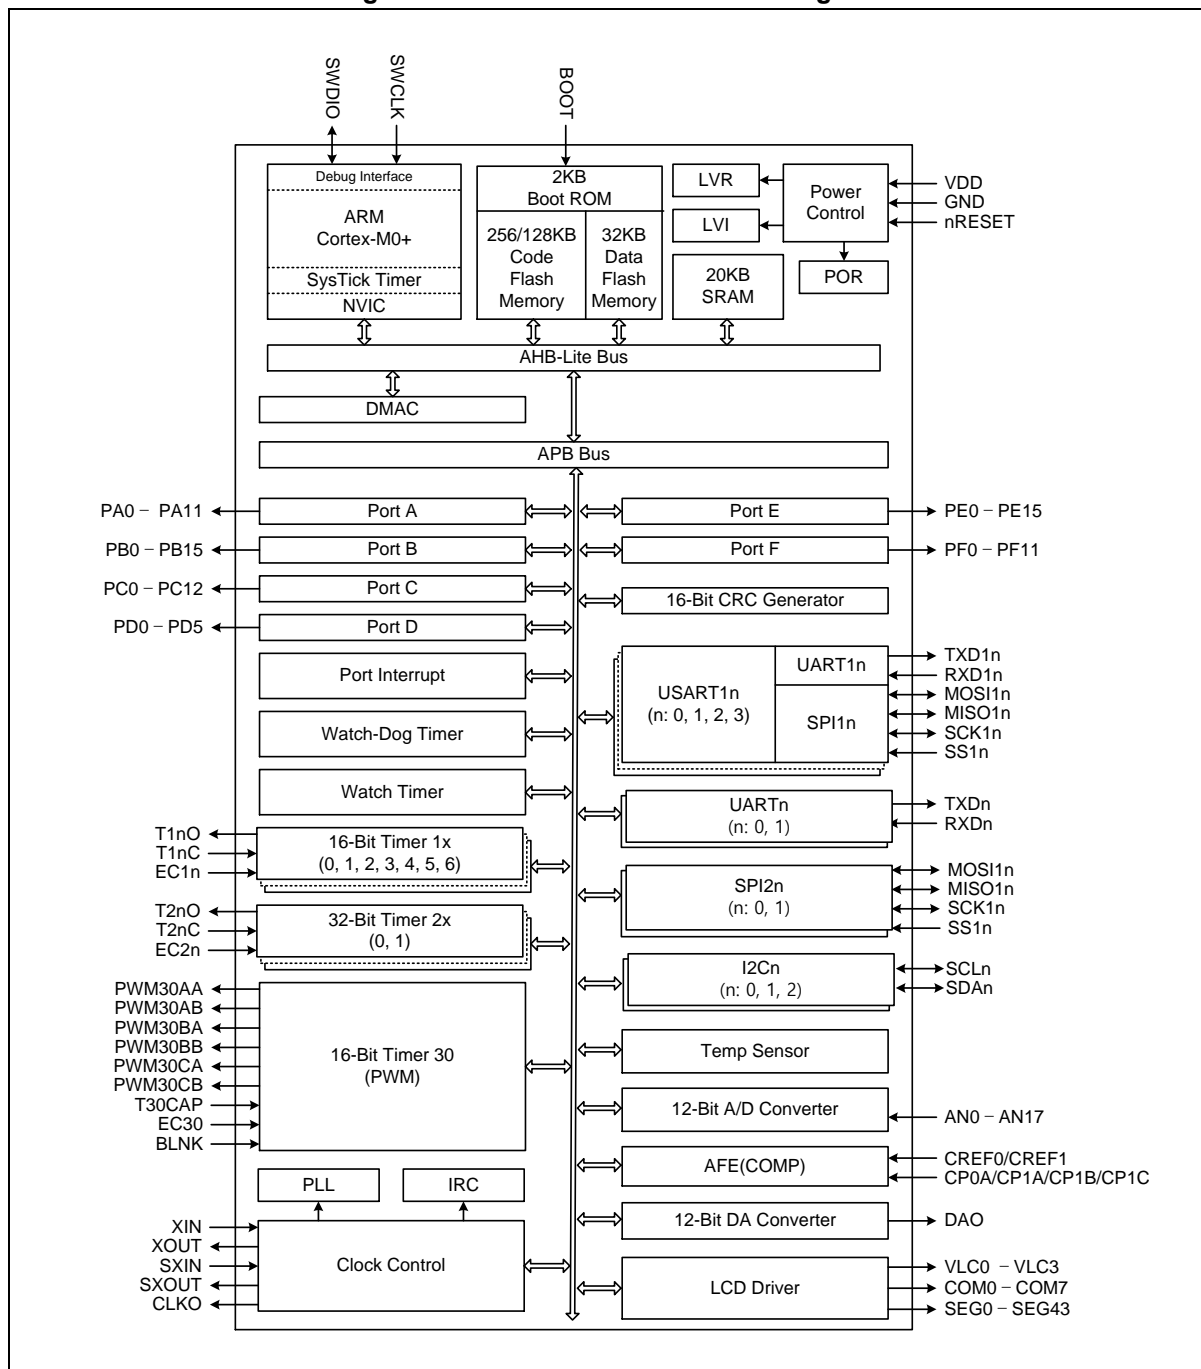 SWDIO
SWCLK
BOOT
Debug Interface
ARM
Cortex-M0+
SysTick Timer
NVIC
2KB
Boot ROM
256/128KB
Code
Flash
Memory
32KB
Data
Flash
Memory
LVR
LVI
Power
Control
POR
20KB
SRAM
VDD
GND
nRESET
AHB-Lite Bus
DMAC
APB Bus
PA0 – PA11
Port A
Port E
PE0 – PE15
PB0 – PB15
Port B
Port F
PF0 – PF11
PC0 – PC12
Port C
16-Bit CRC Generator
PD0 – PD5
Port D
Port Interrupt
USART1n
(n: 0, 1, 2, 3)
UART1n
SPI1n
TXD1n
RXD1n
MOSI1n
MISO1n
SCK1n
SS1n
Watch-Dog Timer
Watch Timer
UARTn
(n: 0, 1)
TXDn
RXDn
T1nO
T1nC
EC1n
16-Bit Timer 1x
(0, 1, 2, 3, 4, 5, 6)
SPI2n
(n: 0, 1)
MOSI1n
MISO1n
SCK1n
SS1n
T2nO
T2nC
EC2n
32-Bit Timer 2x
(0, 1)
I2Cn
(n: 0, 1, 2)
SCLn
SDAn
PWM30AA
PWM30AB
PWM30BA
PWM30BB
PWM30CA
PWM30CB
T30CAP
EC30
BLNK
16-Bit Timer 30
(PWM)
Temp Sensor
12-Bit A/D Converter
AN0 – AN17
AFE(COMP)
CREF0/CREF1
CP0A/CP1A/CP1B/CP1C
PLL
IRC
12-Bit DA Converter
DAO
XIN
XOUT
SXIN
SXOUT
CLKO
Clock Control
LCD Driver
VLC0 – VLC3
COM0 – COM7
SEG0 – SEG43